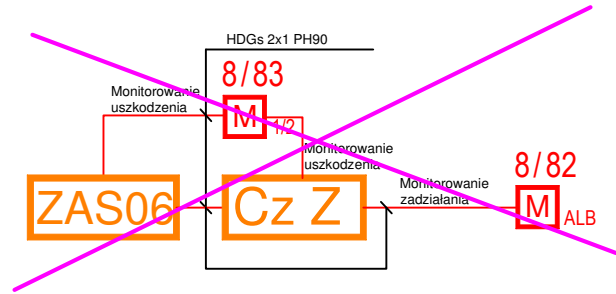 HDGs 2x1 PH90
8/83
Monitorowanie
uszkodzenia
M
1/2
Monitorowanie
uszkodzenia
8/82
Monitorowanie
zadziałania
ZAS06
Cz Z
M
ALB